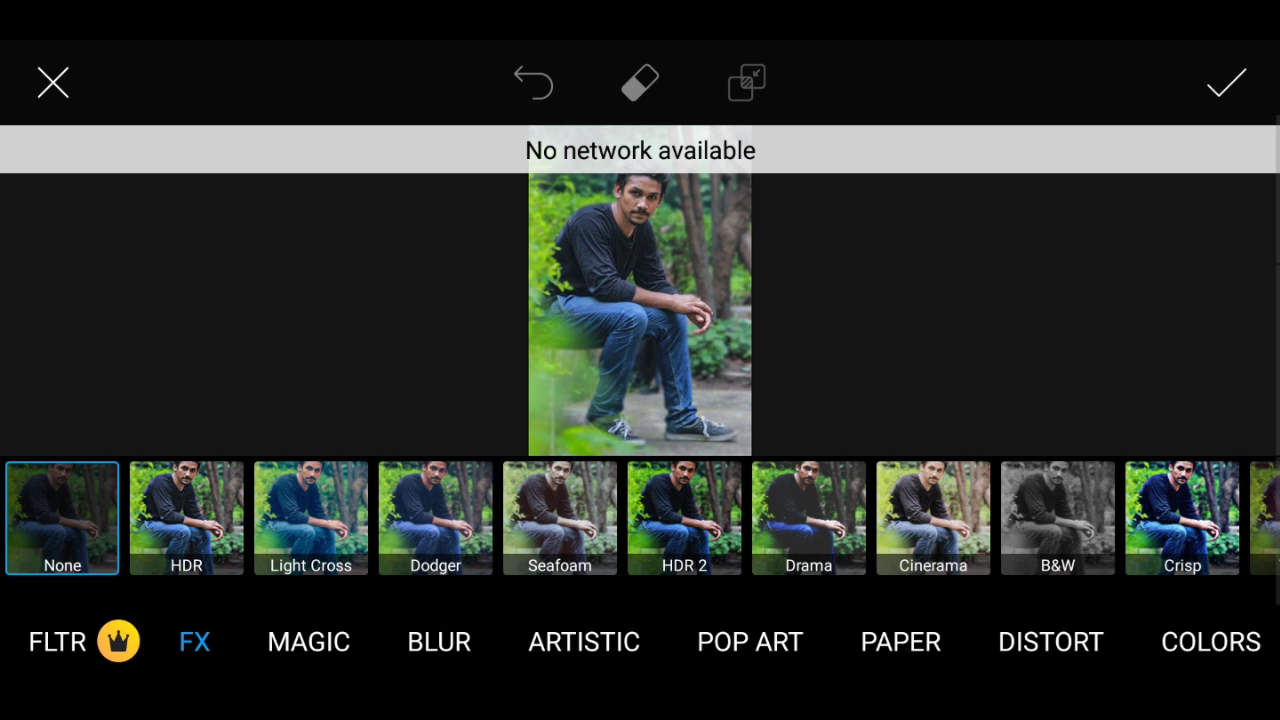 No network available
None
HDR
Light Cross
Dodger
Seafoam
HDR 2
Drama
Cinerama
B&W
Crisp
FLTR
FX
MAGIC
BLUR
ARTISTIC
POP ART
PAPER
DISTORT
COLORS